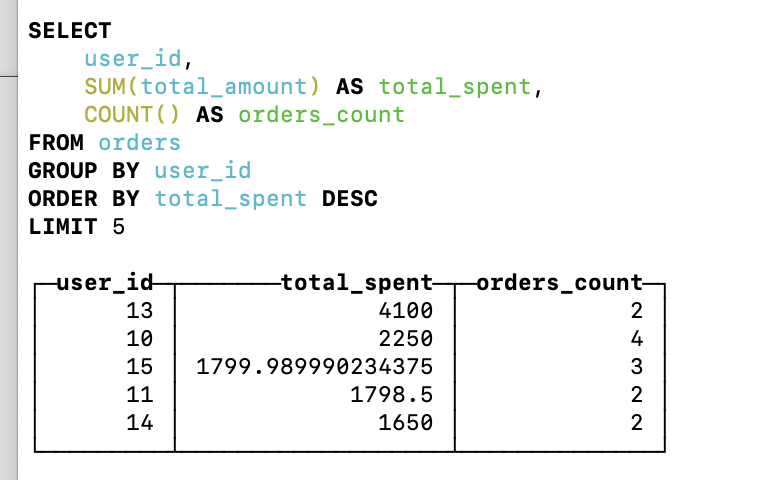 SELECT
user_id,
SUM(total_amount) AS total_spent,
COUNT() AS orders_count
FROM orders
GROUP BY user_id
ORDER BY total_spent DESC
LIMIT 5
user_id total_spent orders_count
13 4100 2
10 2250 4
15 1799.989990234375 3
11 1798.5 2
14 1650 2